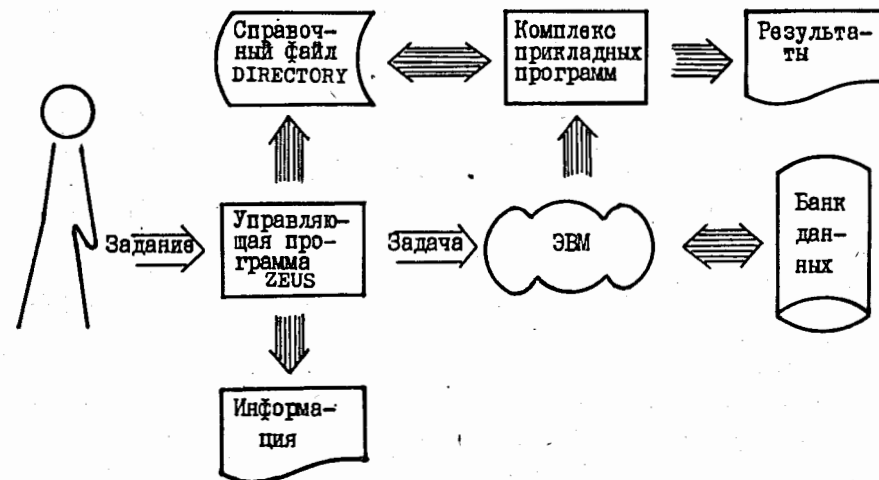 Справоч-
ный файл
DIRECTORY
Комплекс
прикладных
программ
Результа-
ты
Задание
Управляю-
щая про-
грамма
ZEUS
Задача
ЭВМ
Банк
дан-
ных
Информа-
ция